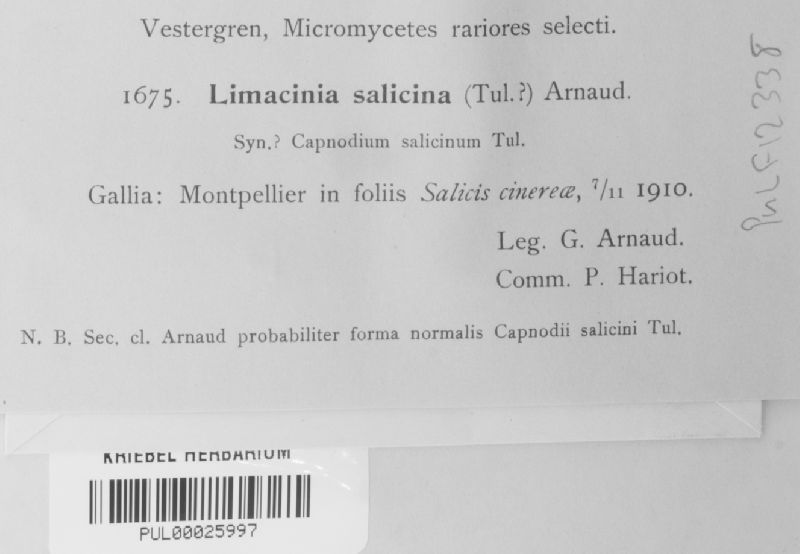 Vestergren, Micromycetes rariores selecti.
1675. Limacinia salicina (Tul.?) Arnaud.
Syn.? Capnodium salicinum Tul.
Gallia: Montpellier in foliis Salicis cinereæ, 7/11 1910.
Leg. G. Arnaud.
Comm. P. Hariot.
N. B. Sec. cl. Arnaud probabiliter forma normalis Capnodii salicini Tul.
PULF12338
KRIEBEL HERBARIUM
PUL00025997